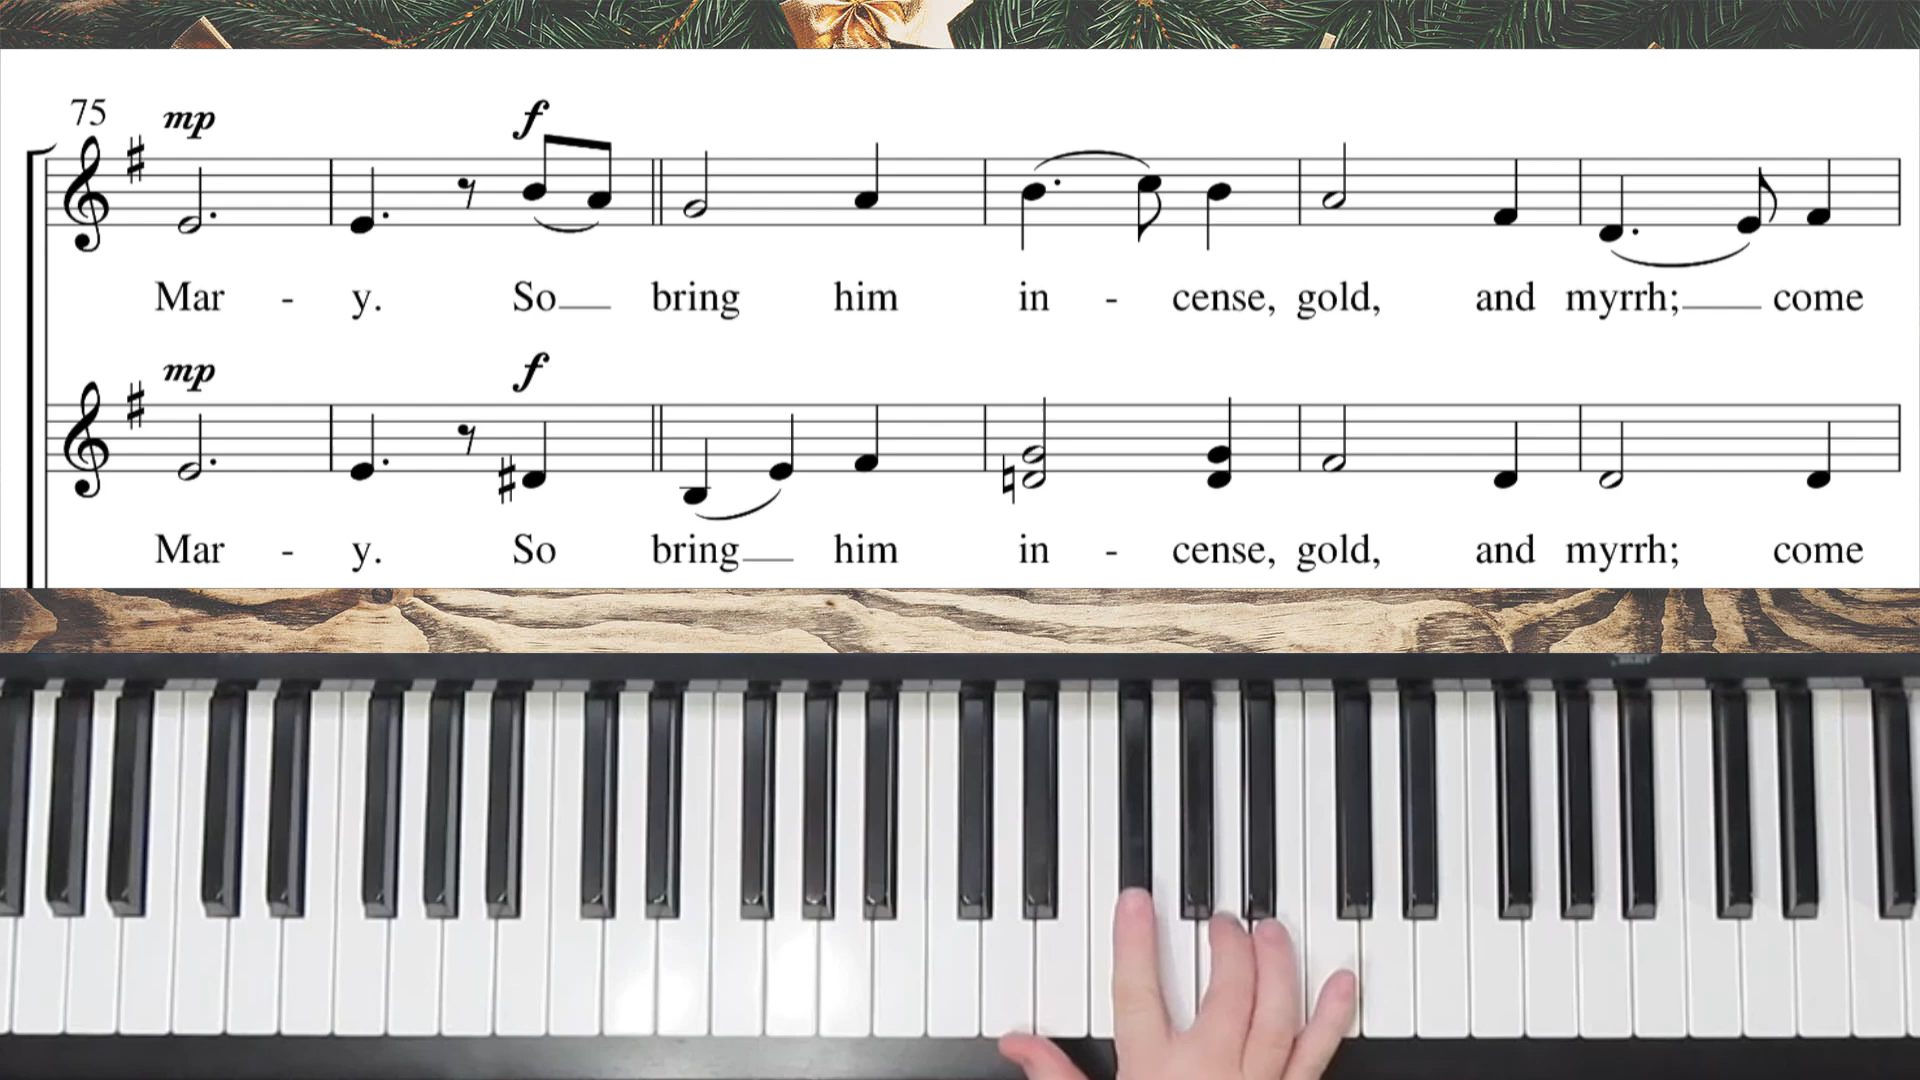 75 mp f
Mar - y. So bring him in - cense, gold, and myrrh; come
mp f
Mar - y. So bring him in - cense, gold, and myrrh; come